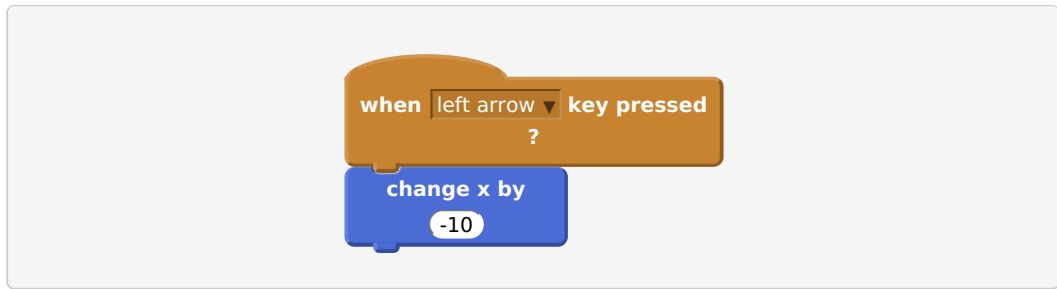 when left arrow ▼ key pressed
?
change x by
-10